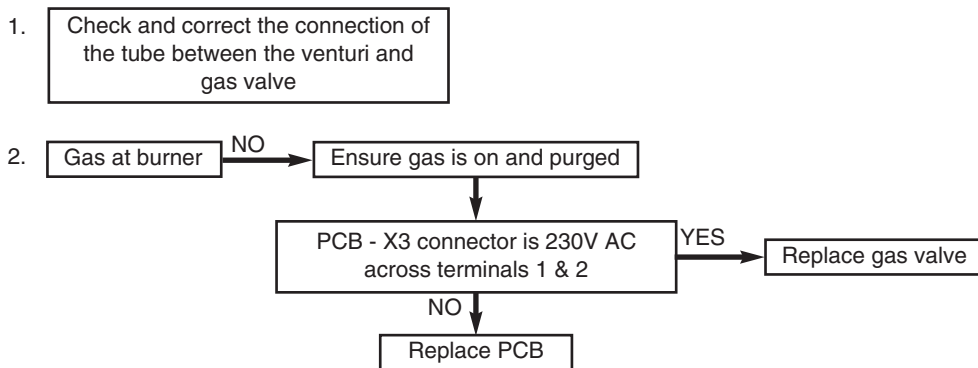 1. Check and correct the connection of
the tube between the venturi and
gas valve
2. Gas at burner NO Ensure gas is on and purged
PCB - X3 connector is 230V AC
across terminals 1 & 2
YES
Replace gas valve
NO
Replace PCB